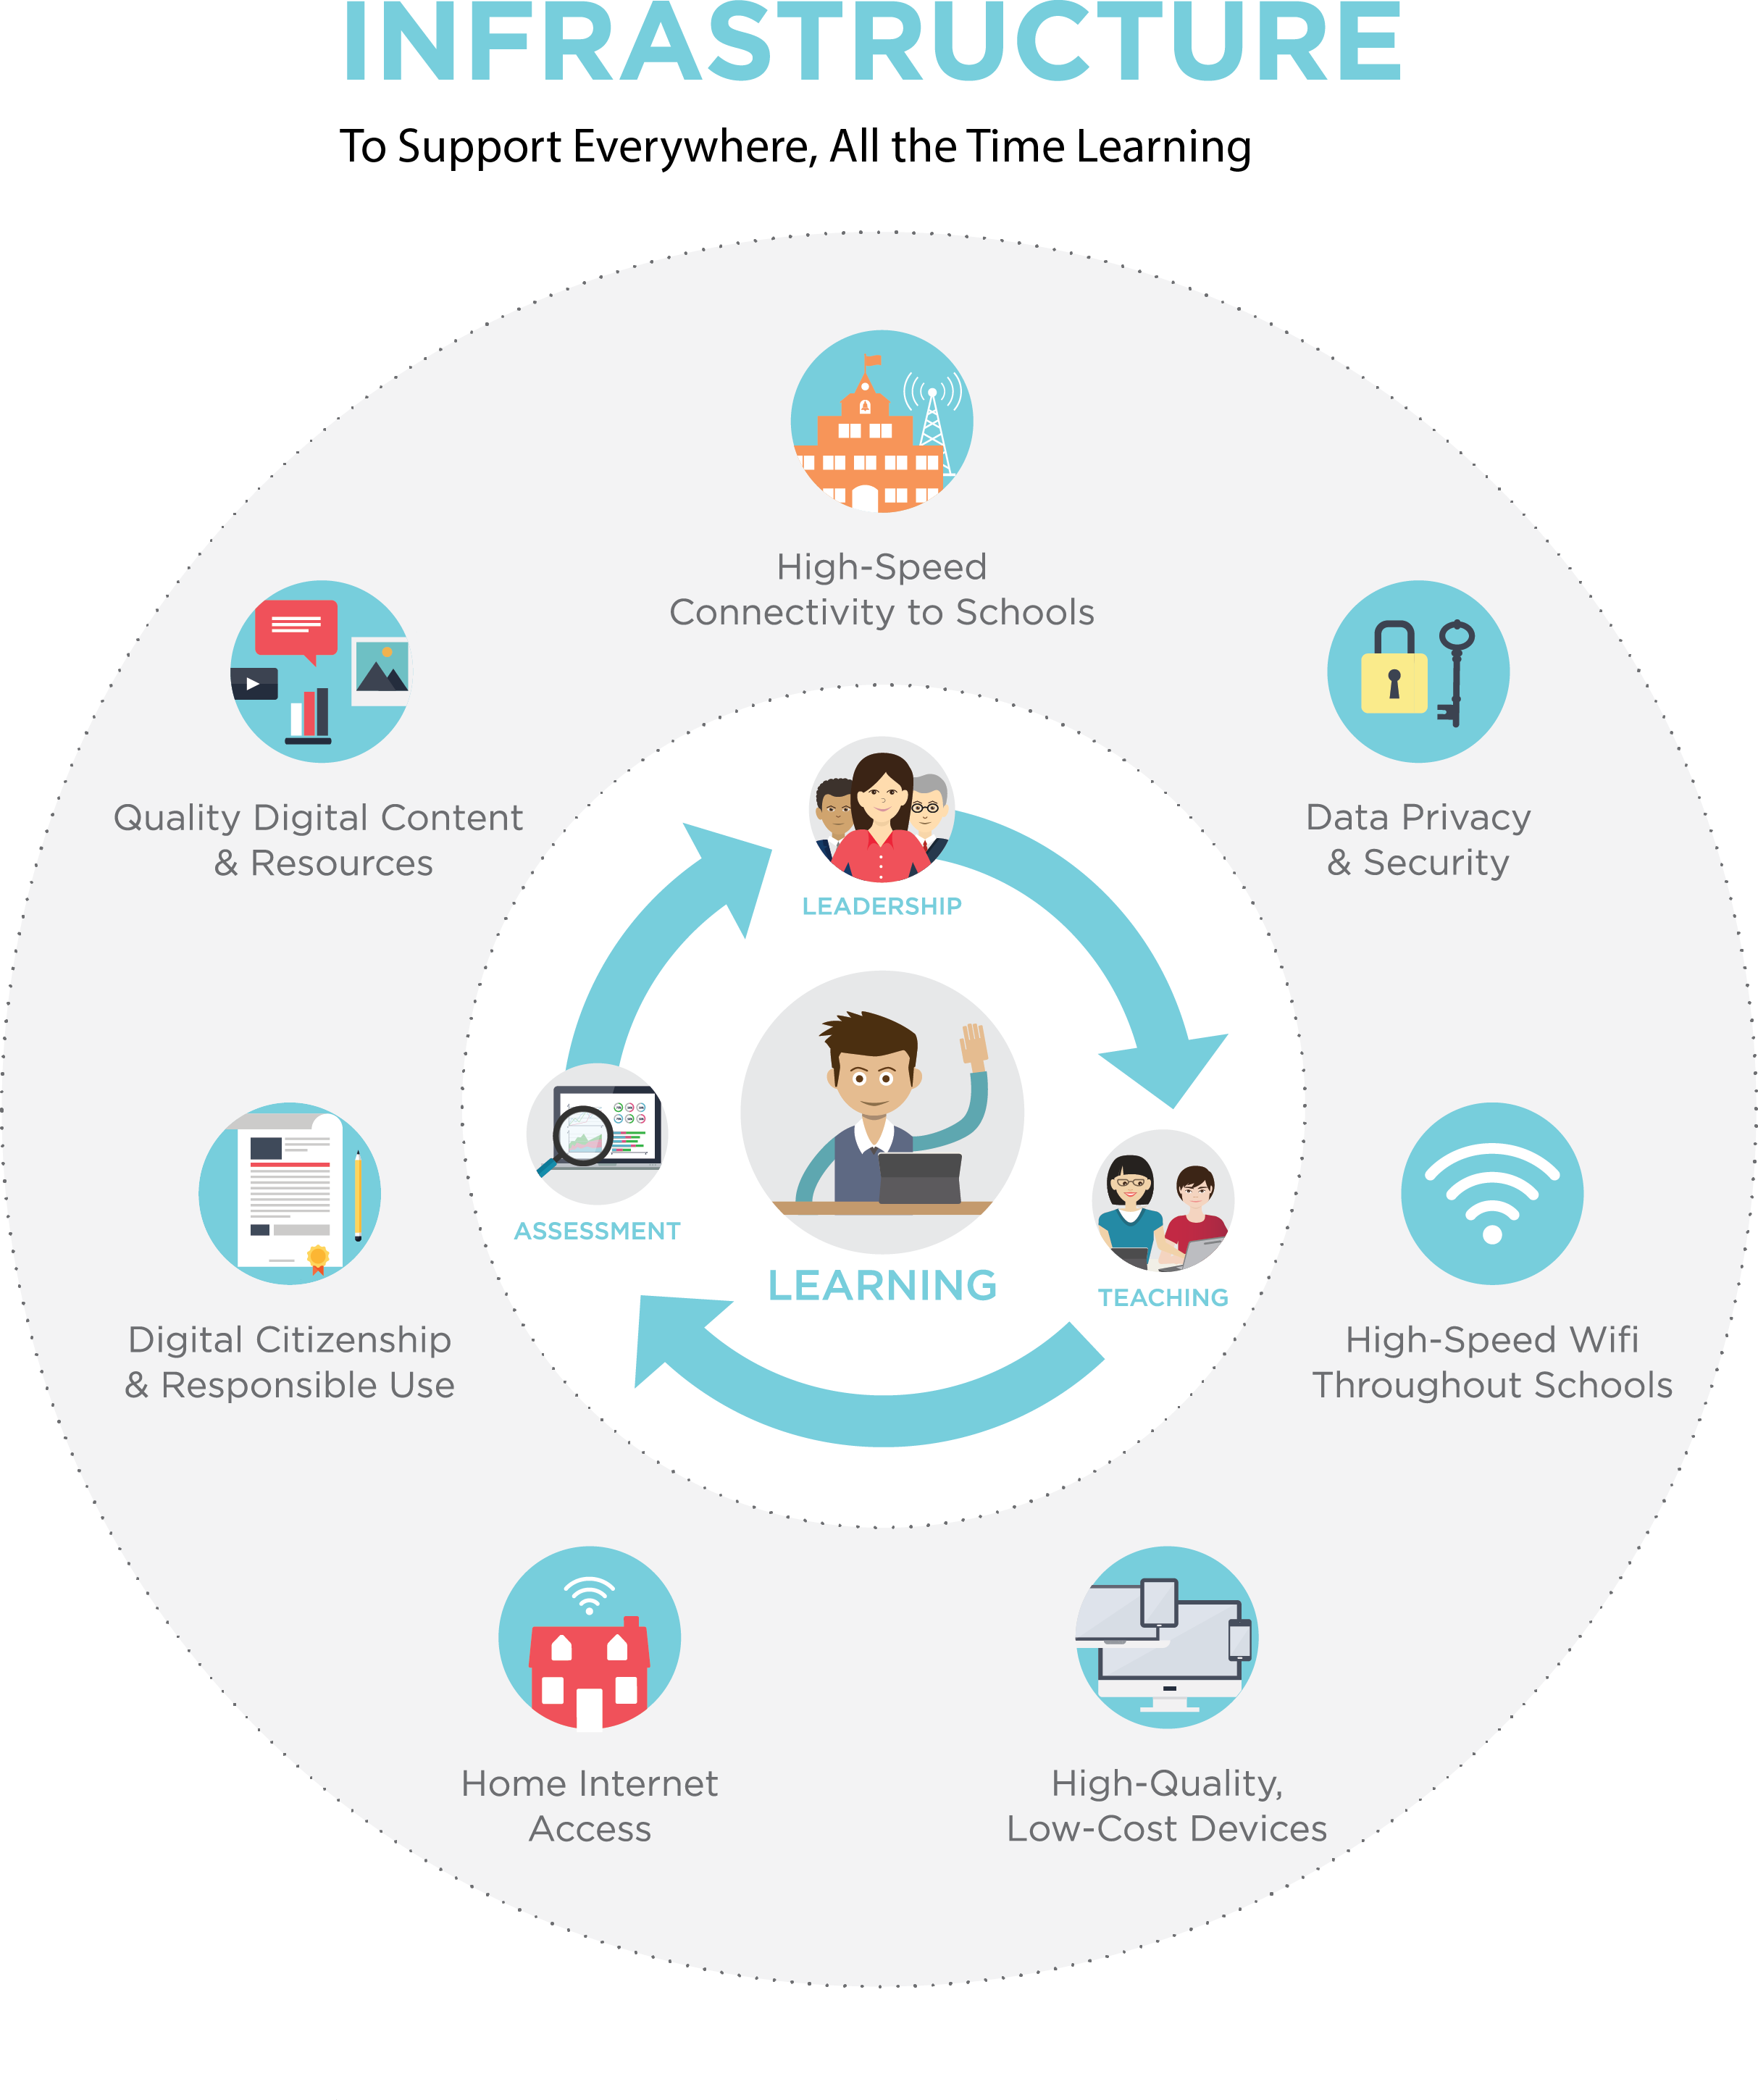 INFRASTRUCTURE
To Support Everywhere, All the Time Learning
High-Speed
Connectivity to Schools
Quality Digital Content
& Resources
Data Privacy
& Security
LEADERSHIP
ASSESSMENT
LEARNING
TEACHING
Digital Citizenship
& Responsible Use
High-Speed Wifi
Throughout Schools
Home Internet
Access
High-Quality,
Low-Cost Devices